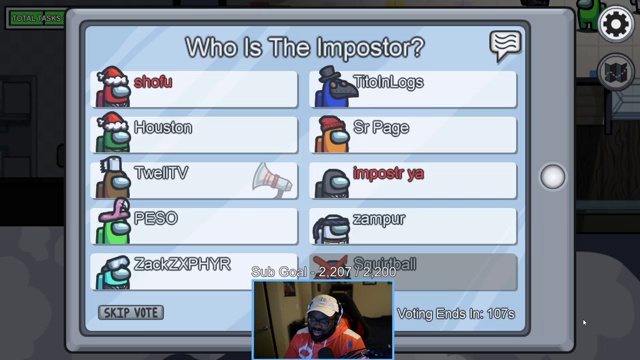 TOTAL TASKS
Who Is The Impostor?
shofu
TitoInLogs
Houston
Sr Page
TwellTV
impostr ya
PESO
zampur
ZackZXPHYR
Squirtball
Sub Goal - 2,207 / 2,200
SKIP VOTE
Voting Ends In: 107s